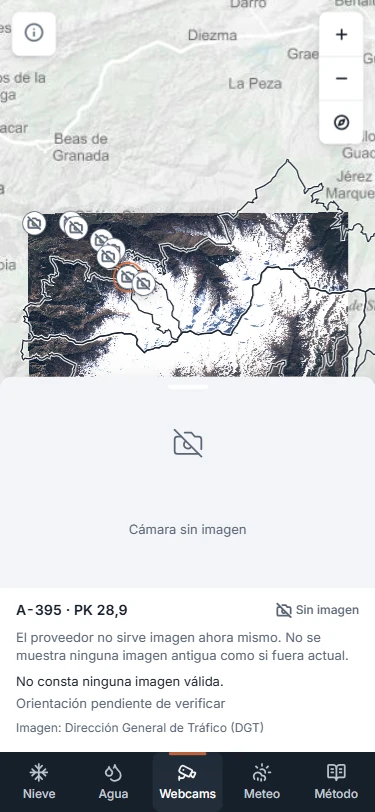 Darro
Diezma
Grae
os de la
ga
La Peza
acar
Beas de
Granada
Guad
Jérez
Marque
Cámara sin imagen
A-395 · PK 28,9
Sin imagen
El proveedor no sirve imagen ahora mismo. No se
muestra ninguna imagen antigua como si fuera actual.
No consta ninguna imagen válida.
Orientación pendiente de verificar
Imagen: Dirección General de Tráfico (DGT)
Nieve
Agua
Webcams
Meteo
Método